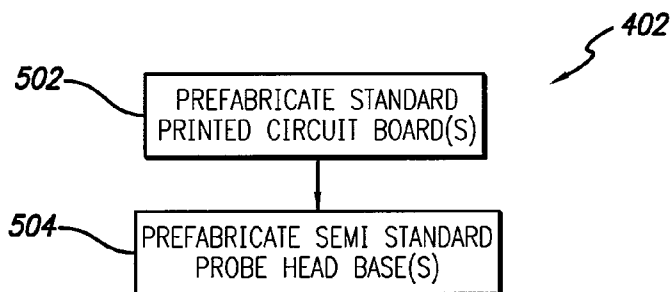 402
502
PREFABRICATE STANDARD
PRINTED CIRCUIT BOARD(S)
504
PREFABRICATE SEMI STANDARD
PROBE HEAD BASE(S)